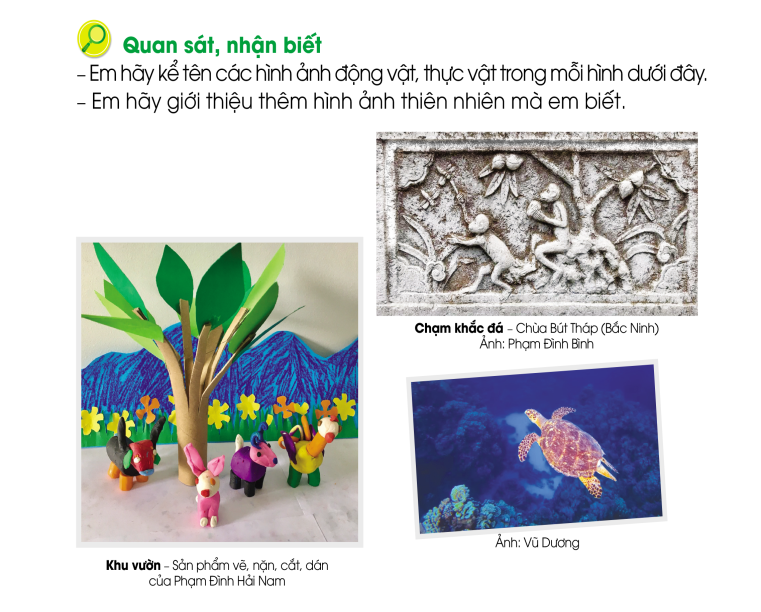 Quan sát, nhận biết
– Em hãy kể tên các hình ảnh động vật, thực vật trong mỗi hình dưới đây.
– Em hãy giới thiệu thêm hình ảnh thiên nhiên mà em biết.
Chạm khắc đá – Chùa Bút Tháp (Bắc Ninh)
Ảnh: Phạm Đình Bình
Ảnh: Vũ Dương
Khu vườn – Sản phẩm vẽ, nặn, cắt, dán
của Phạm Đình Hải Nam